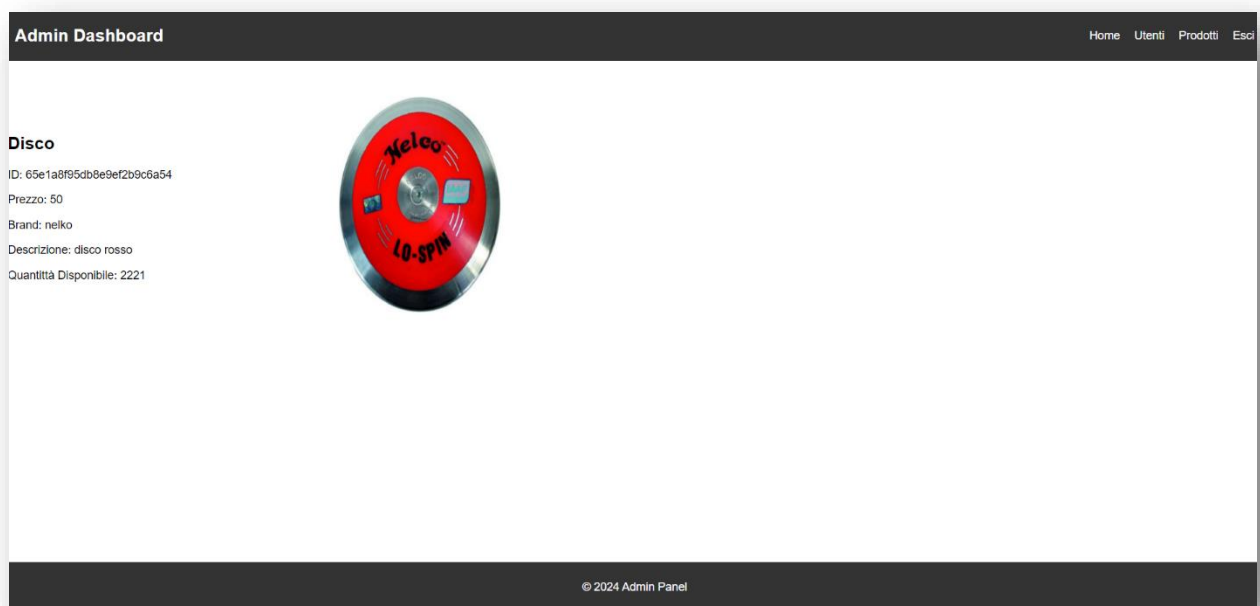 Admin Dashboard
Home Utenti Prodotti Esci
Disco
ID: 65e1a8f95db8e9ef2b9c6a54
Prezzo: 50
Brand: nelko
Descrizione: disco rosso
Quantittà Disponibile: 2221
Nelco
LO-SPIN
© 2024 Admin Panel